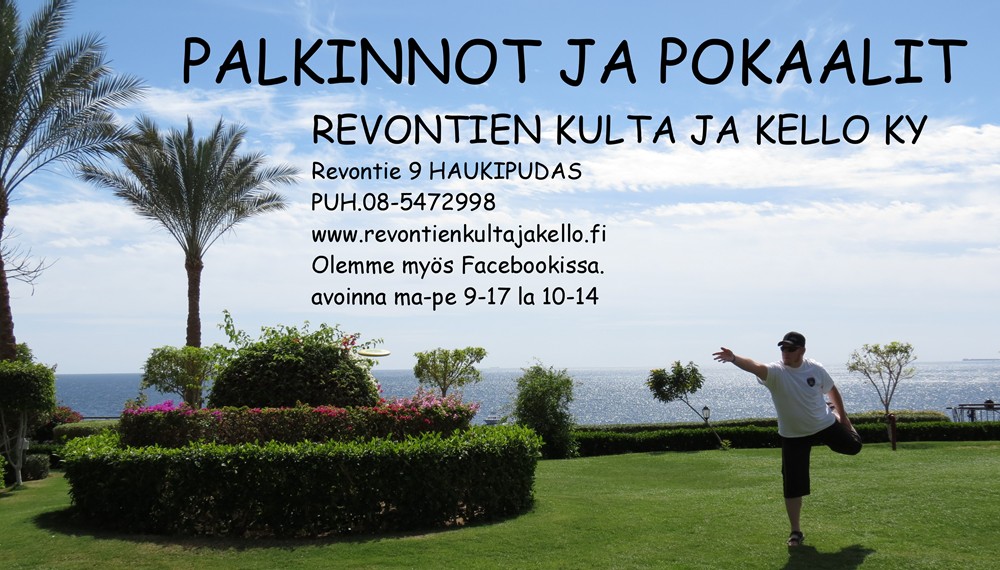 PALKINNOT JA POKAALIT
REVONTIEN KULTA JA KELLO KY
Revontie 9 HAUKIPUDAS
PUH.08-5472998
www.revontienkultajakello.fi
Olemme myös Facebookissa.
avoinna ma-pe 9-17 la 10-14